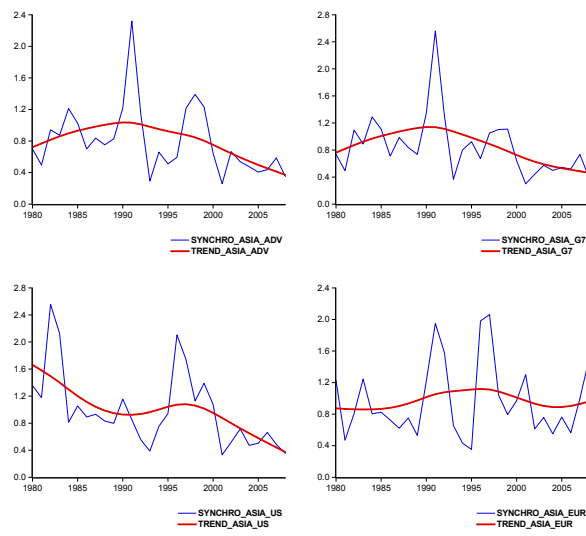 2.4
2.0
1.6
1.2
0.8
0.4
0.0
1980 1985 1990 1995 2000 2005
SYNCHRO_ASIA_ADV
TREND_ASIA_ADV
2.8
2.4
2.0
1.6
1.2
0.8
0.4
0.0
1980 1985 1990 1995 2000 2005
SYNCHRO_ASIA_G7
TREND_ASIA_G7
2.8
2.4
2.0
1.6
1.2
0.8
0.4
0.0
1980 1985 1990 1995 2000 2005
SYNCHRO_ASIA_US
TREND_ASIA_US
2.4
2.0
1.6
1.2
0.8
0.4
0.0
1980 1985 1990 1995 2000 2005
SYNCHRO_ASIA_EUR
TREND_ASIA_EUR